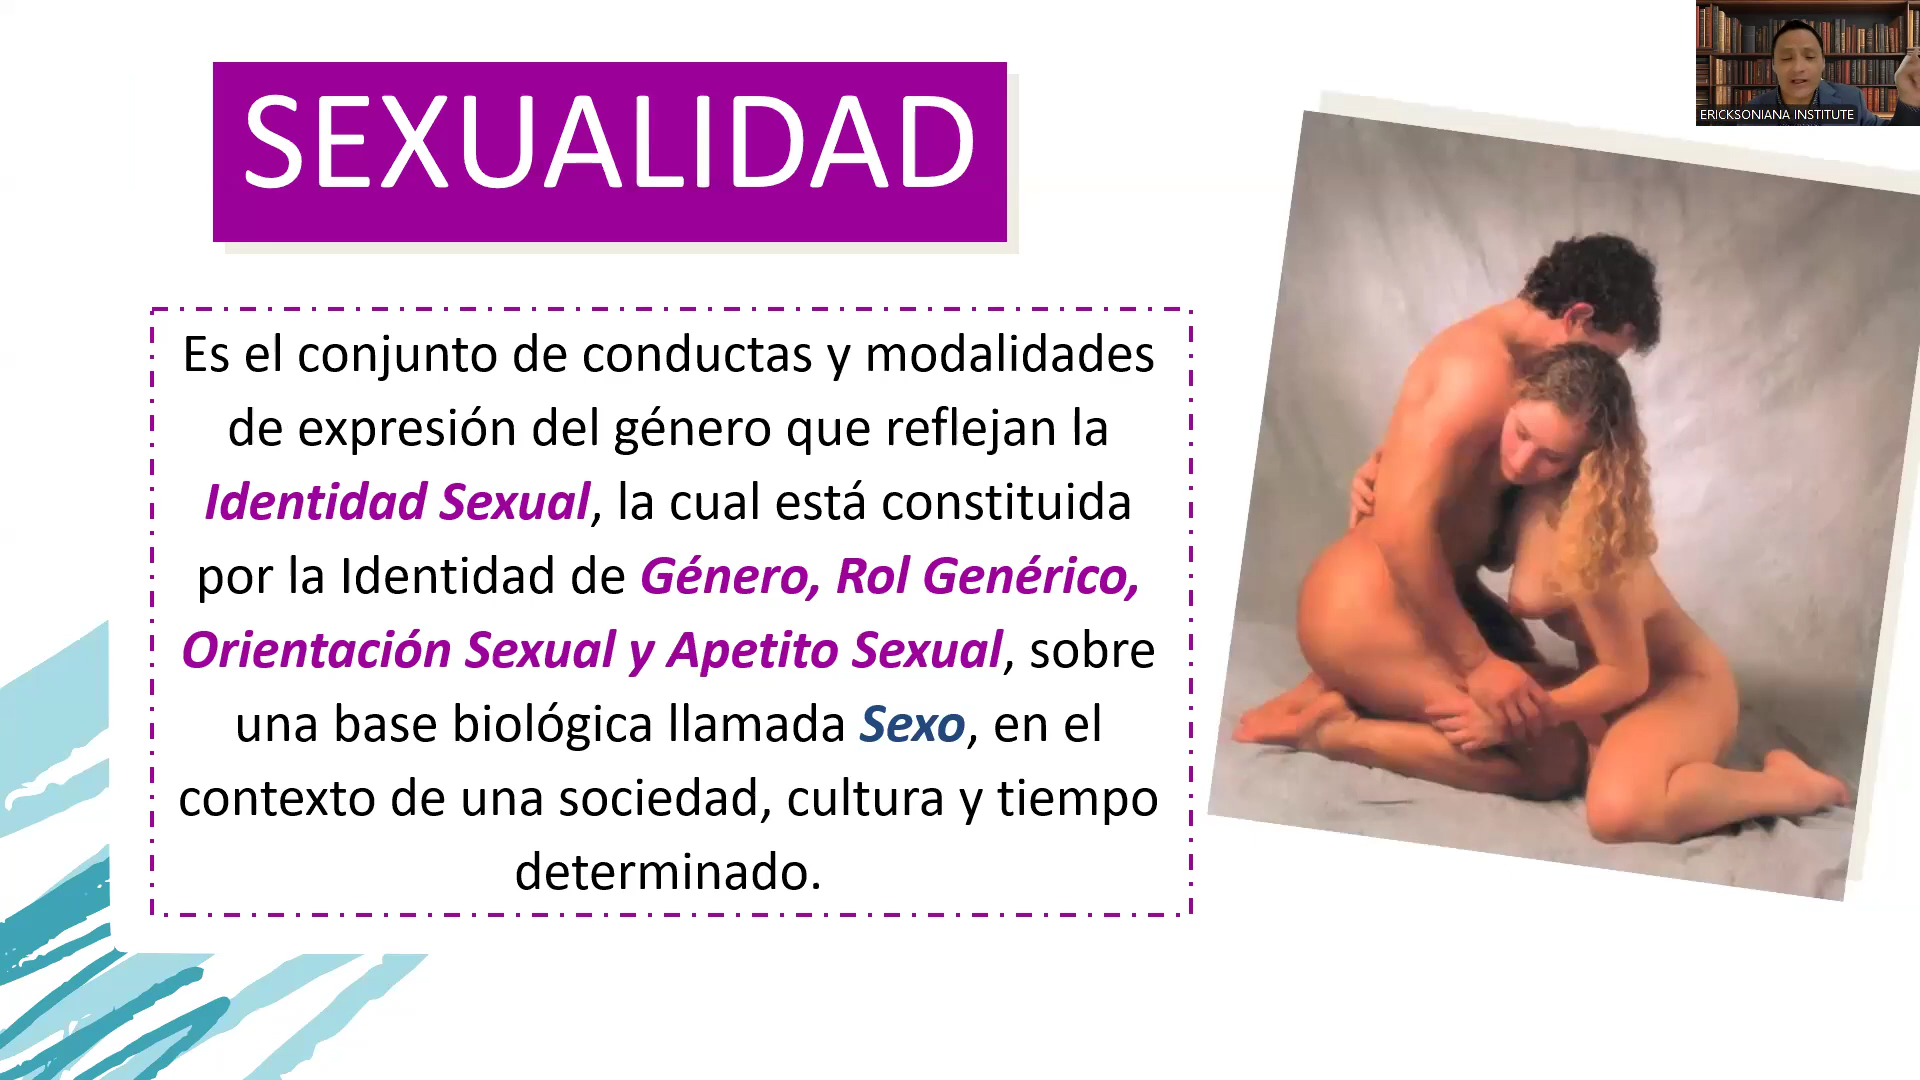 SEXUALIDAD
ERICKSONIANA INSTITUTE
Es el conjunto de conductas y modalidades
de expresión del género que reflejan la
Identidad Sexual, la cual está constituida
por la Identidad de Género, Rol Genérico,
Orientación Sexual y Apetito Sexual, sobre
una base biológica llamada Sexo, en el
contexto de una sociedad, cultura y tiempo
determinado.